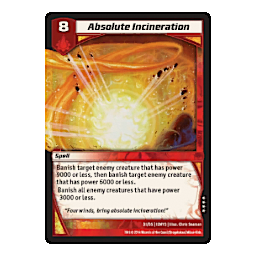 8
Absolute Incineration
Spell
Banish target enemy creature that has power
9000 or less, then banish target enemy creature
that has power 6000 or less.
Banish all enemy creatures that have power
3000 or less.
"Four winds, bring absolute incineration!"